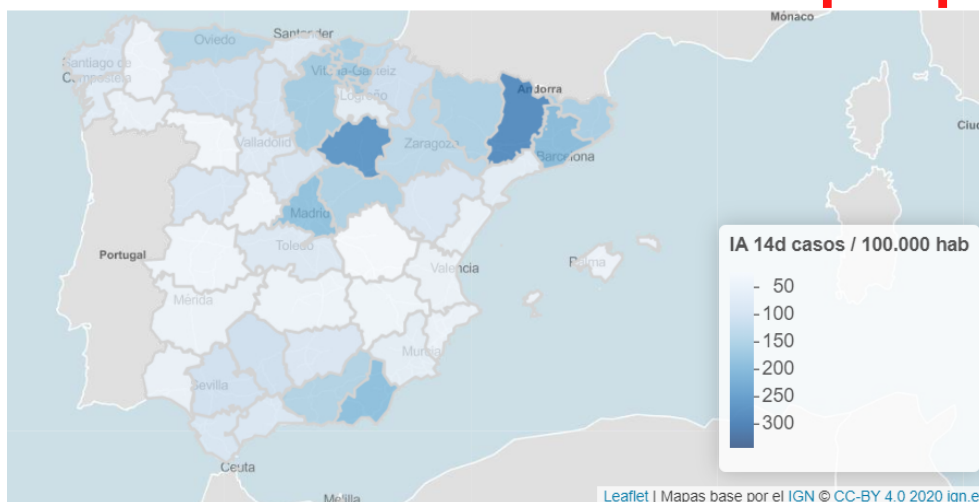 Mónaco
Oviedo
Santander
Santiago de
Compostela
Vitoria-Gasteiz
Logroño
Andorra
Ciu
Valladolid
Zaragoza
Barcelona
Madrid
Portugal
Toledo
Valencia
Palma
Mérida
Murcia
Sevilla
Ceuta
Melilla
IA 14d casos / 100.000 hab
50
100
150
200
250
300
Leaflet | Mapas base por el IGN © CC-BY 4.0 2020 ign.e